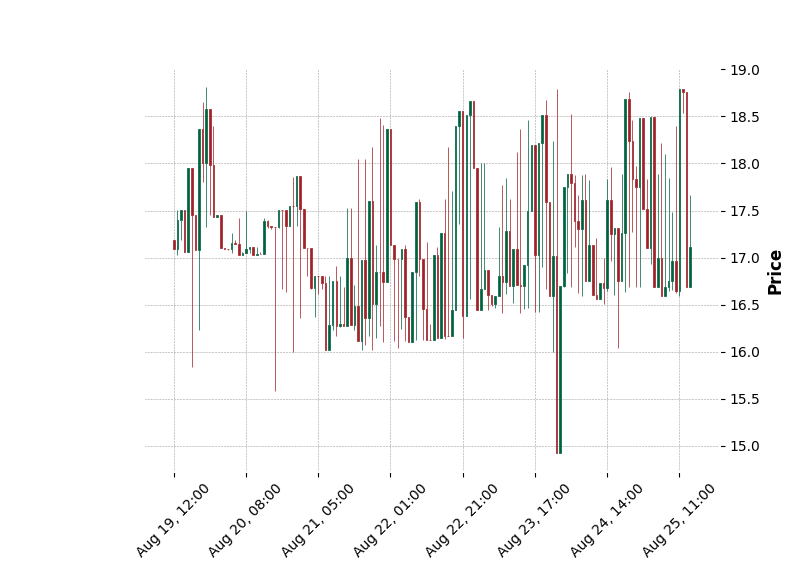 19.0
18.5
18.0
17.5
17.0
16.5
16.0
15.5
15.0
Price
Aug 19, 12:00
Aug 20, 08:00
Aug 21, 05:00
Aug 22, 01:00
Aug 22, 21:00
Aug 23, 17:00
Aug 24, 14:00
Aug 25, 11:00